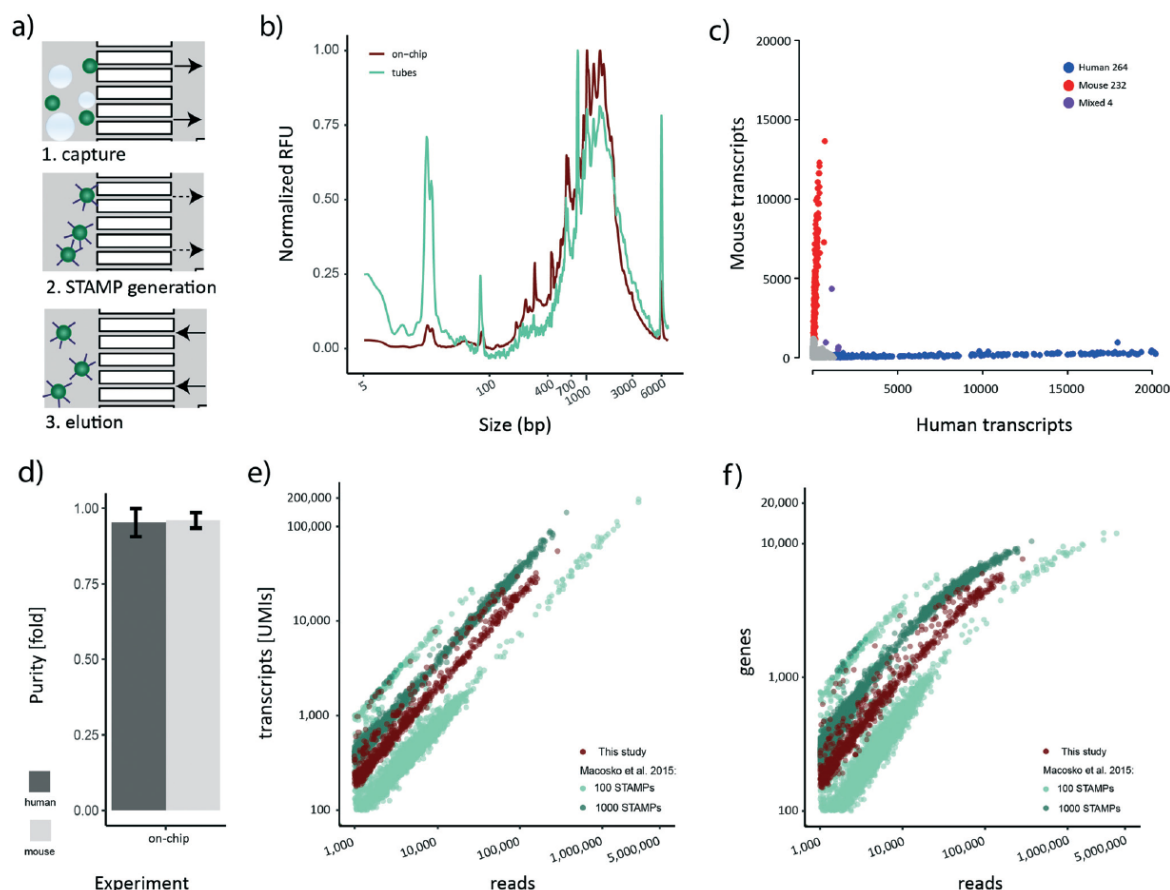 a)
1. capture
2. STAMP generation
3. elution
b)
Normalized RFU
1.00
0.75
0.50
0.25
0.00
on-chip
tubes
5
100
400
700
1000
3000
6000
Size (bp)
c)
Mouse transcripts
20000
15000
10000
5000
0
Human 264
Mouse 232
Mixed 4
0
5000
10000
15000
20000
Human transcripts
d)
Purity [fold]
1.00
0.75
0.50
0.25
0.00
human
mouse
on-chip
Experiment
e)
transcripts [UMIs]
200,000
100,000
10,000
1,000
100
This study
Macosko et al. 2015:
100 STAMPs
1000 STAMPs
1,000
10,000
100,000
1,000,000
5,000,000
reads
f)
genes
20,000
10,000
1,000
100
This study
Macosko et al. 2015:
100 STAMPs
1000 STAMPs
1,000
10,000
100,000
1,000,000
5,000,000
reads